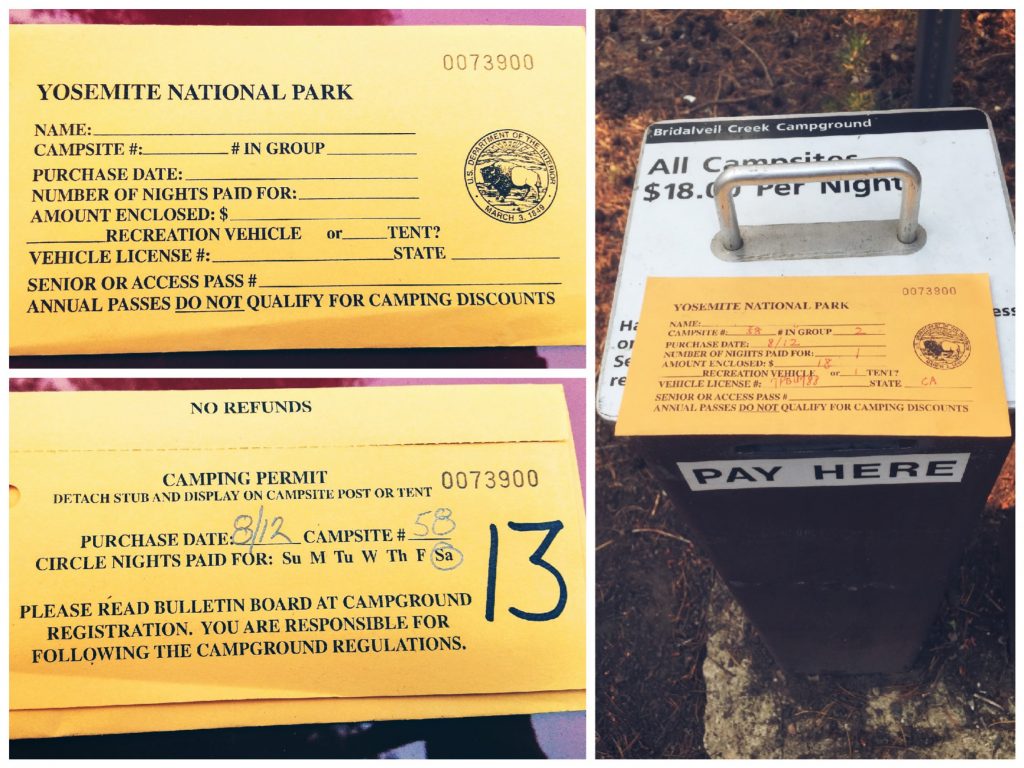 0073900
YOSEMITE NATIONAL PARK
NAME:
CAMPSITE #: # IN GROUP
PURCHASE DATE:
NUMBER OF NIGHTS PAID FOR:
AMOUNT ENCLOSED: $
RECREATION VEHICLE or TENT?
VEHICLE LICENSE #: STATE
SENIOR OR ACCESS PASS #
ANNUAL PASSES DO NOT QUALIFY FOR CAMPING DISCOUNTS
U.S. DEPARTMENT OF THE INTERIOR
MARCH 3, 1849
NO REFUNDS
CAMPING PERMIT
DETACH STUB AND DISPLAY ON CAMPSITE POST OR TENT
0073900
PURCHASE DATE: 8/12 CAMPSITE # 58
CIRCLE NIGHTS PAID FOR: Su M Tu W Th F Sa
13
PLEASE READ BULLETIN BOARD AT CAMPGROUND
REGISTRATION. YOU ARE RESPONSIBLE FOR
FOLLOWING THE CAMPGROUND REGULATIONS.
Bridalveil Creek Campground
All Campsites
$18.00 Per Night
0073900
YOSEMITE NATIONAL PARK
NAME:
CAMPSITE #: 58 # IN GROUP 2
PURCHASE DATE: 8/12
NUMBER OF NIGHTS PAID FOR: 1
AMOUNT ENCLOSED: $ 18
RECREATION VEHICLE or 1 TENT?
VEHICLE LICENSE #: STATE CA
SENIOR OR ACCESS PASS #
ANNUAL PASSES DO NOT QUALIFY FOR CAMPING DISCOUNTS
PAY HERE